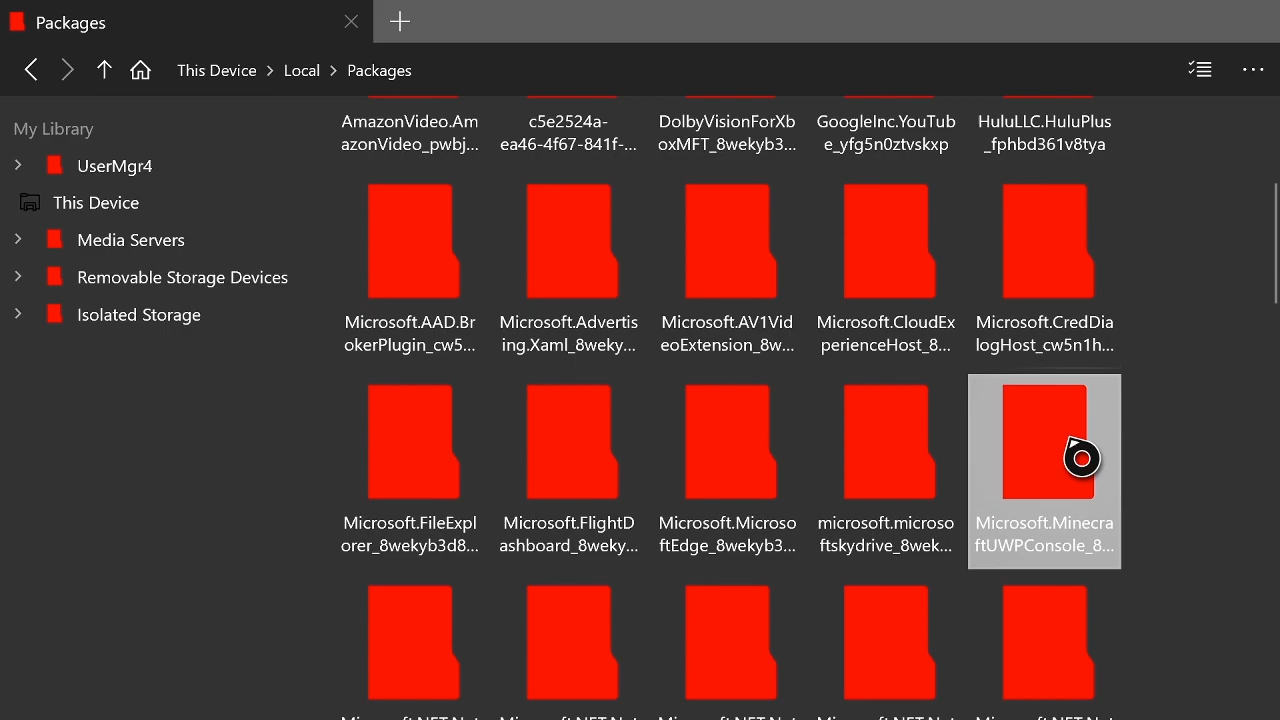 Packages
This Device > Local > Packages
My Library
UserMgr4
This Device
Media Servers
Removable Storage Devices
Isolated Storage
AmazonVideo.Am
azonVideo_pwbj...
c5e2524a-
ea46-4f67-841f-...
DolbyVisionForXb
oxMFT_8wekyb3...
GoogleInc.YouTub
e_yfg5n0ztvskxp
HuluLLC.HuluPlus
_fphbd361v8tya
Microsoft.AAD.Br
okerPlugin_cw5...
Microsoft.Advertis
ing.Xaml_8weky...
Microsoft.AV1Vid
eoExtension_8w...
Microsoft.CloudEx
perienceHost_8...
Microsoft.CredDia
logHost_cw5n1h...
Microsoft.FileExpl
orer_8wekyb3d8...
Microsoft.FlightD
ashboard_8weky...
Microsoft.Microso
ftEdge_8wekyb3...
microsoft.microso
ftskydrive_8wek...
Microsoft.Minecra
ftUWPConsole_8...